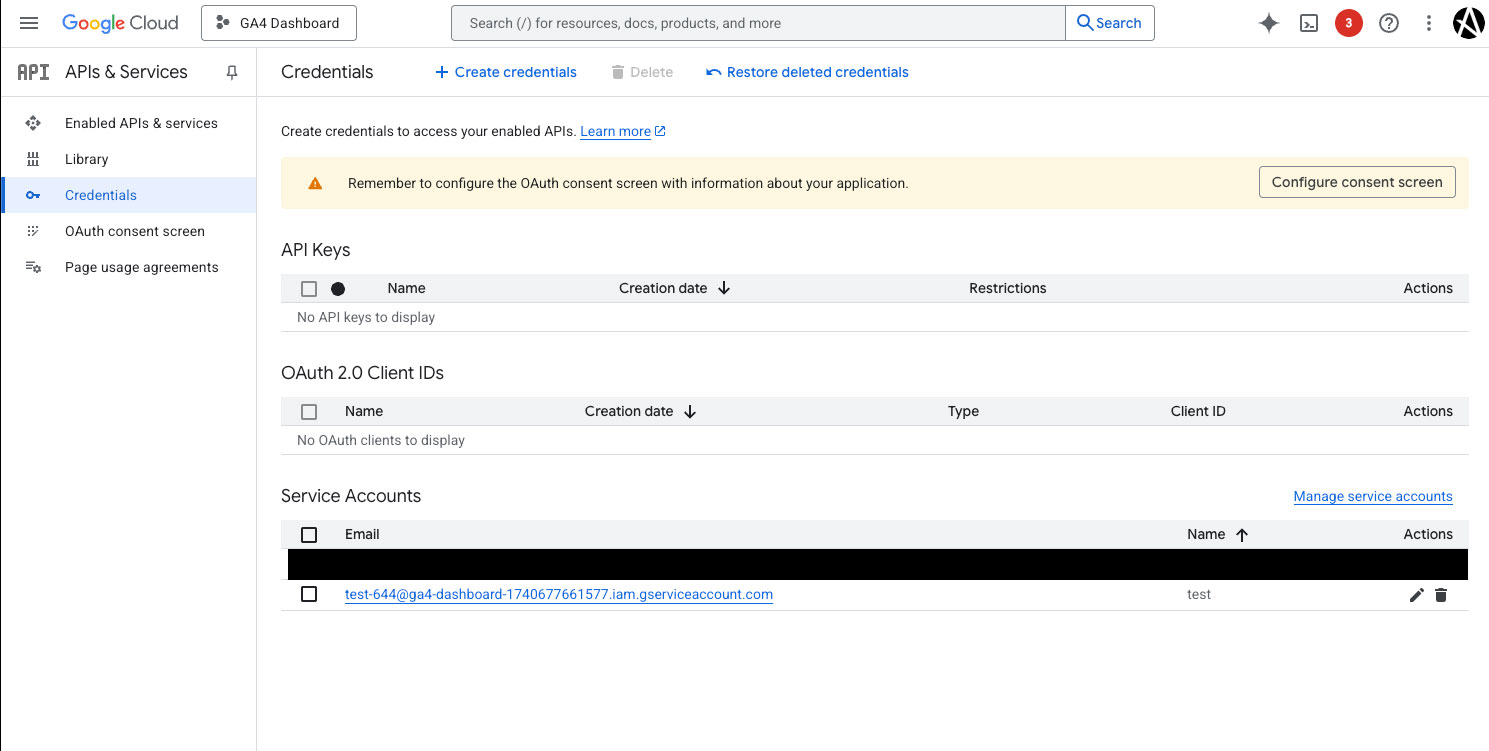 Google Cloud GA4 Dashboard Search (/) for resources, docs, products, and more Search 3
API APIs & Services
Credentials + Create credentials Delete Restore deleted credentials
Enabled APIs & services
Library
Credentials
OAuth consent screen
Page usage agreements
Create credentials to access your enabled APIs. Learn more
Remember to configure the OAuth consent screen with information about your application. Configure consent screen
API Keys
Name Creation date Restrictions Actions
No API keys to display
OAuth 2.0 Client IDs
Name Creation date Type Client ID Actions
No OAuth clients to display
Service Accounts Manage service accounts
Email Name Actions
test-644@ga4-dashboard-1740677661577.iam.gserviceaccount.com test